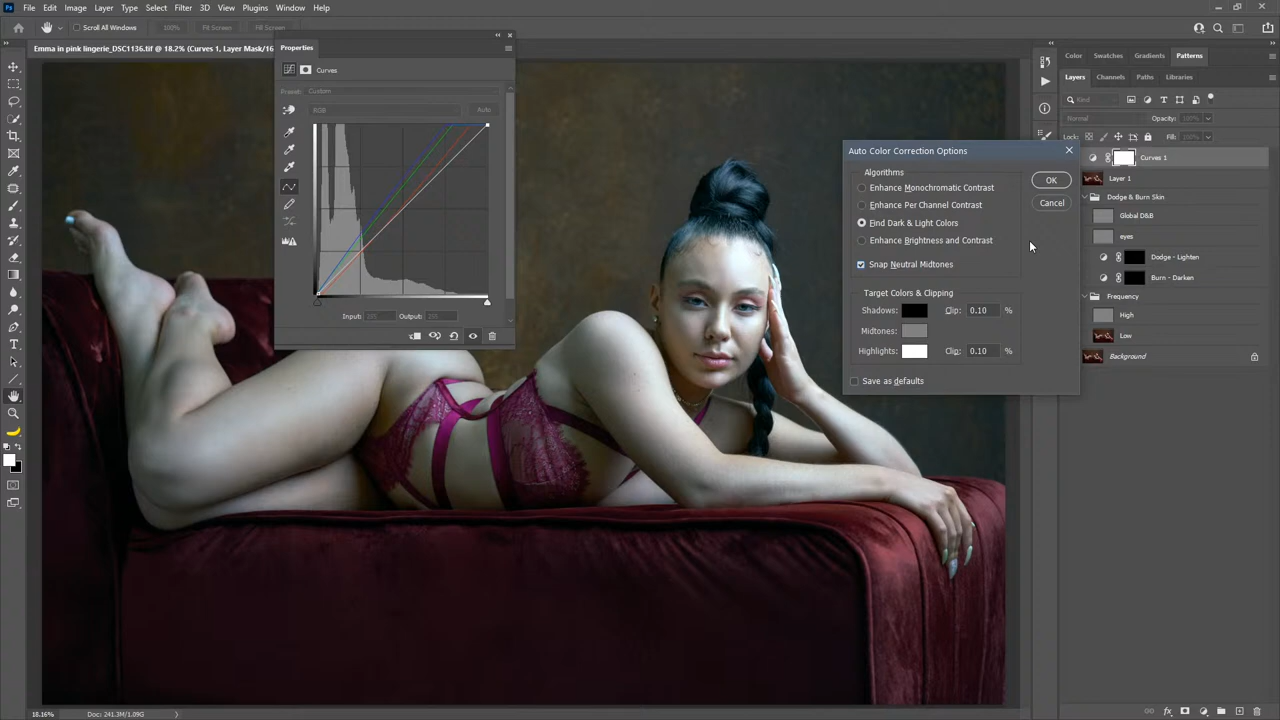 Ps File Edit Image Layer Type Select Filter 3D View Plugins Window Help
Scroll All Windows 100% Fit Screen Fill Screen
Emma in pink lingerie_DSC1136.tif @ 18.2% (Curves 1, Layer Mask/16
Properties
Curves
Preset: Custom
RGB Auto
Input: 255 Output: 255
Auto Color Correction Options
Algorithms
Enhance Monochromatic Contrast
Enhance Per Channel Contrast
Find Dark & Light Colors
Enhance Brightness and Contrast
Snap Neutral Midtones
OK
Cancel
Target Colors & Clipping
Shadows: Clip: 0.10 %
Midtones:
Highlights: Clip: 0.10 %
Save as defaults
Color Swatches Gradients Patterns
Layers Channels Paths Libraries
Kind
Normal Opacity: 100%
Lock: Fill: 100%
Curves 1
Layer 1
Dodge & Burn Skin
Global D&B
eyes
Dodge - Lighten
Burn - Darken
Frequency
High
Low
Background
18.16% Doc: 241.3M/1.09G